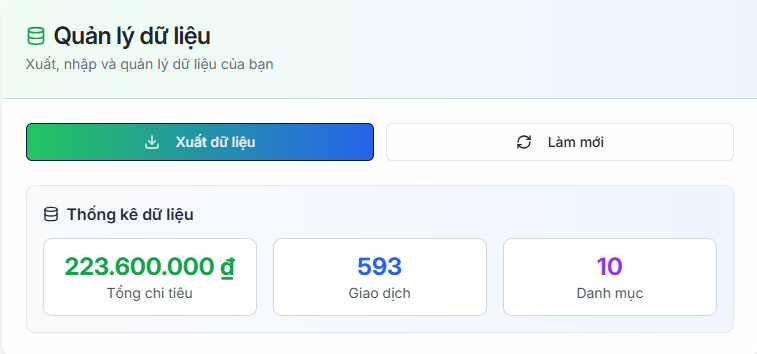 Quản lý dữ liệu
Xuất, nhập và quản lý dữ liệu của bạn
Xuất dữ liệu
Làm mới
Thống kê dữ liệu
223.600.000 ₫
Tổng chi tiêu
593
Giao dịch
10
Danh mục